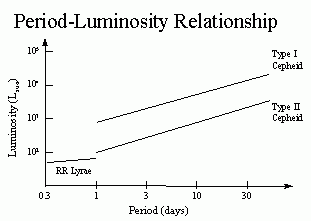 Period-Luminosity Relationship
10⁵
Type I
Cepheid
10⁴
Type II
Cepheid
10³
10²
Luminosity (Lsun)
RR Lyrae
0.3 1 3 10 30
Period (days)